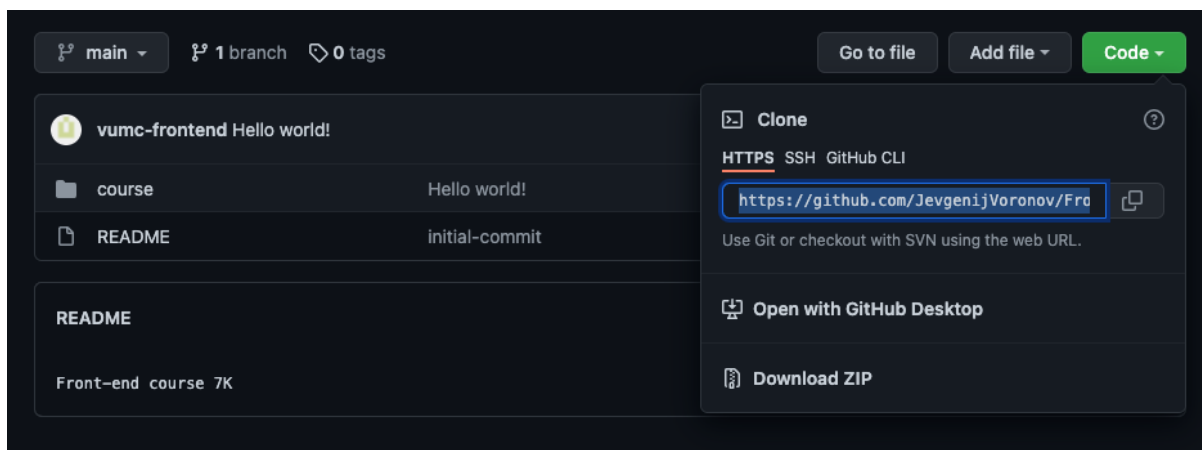 main 1 branch 0 tags Go to file Add file Code
vumc-frontend Hello world!
course Hello world!
README initial-commit
README
Front-end course 7K
Clone
HTTPS SSH GitHub CLI
https://github.com/JevgenijVoronov/Fro
Use Git or checkout with SVN using the web URL.
Open with GitHub Desktop
Download ZIP